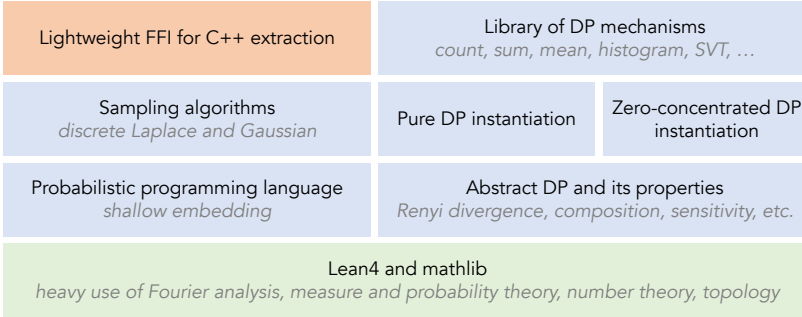 Lightweight FFI for C++ extraction
Library of DP mechanisms
count, sum, mean, histogram, SVT, ...
Sampling algorithms
discrete Laplace and Gaussian
Pure DP instantiation
Zero-concentrated DP
instantiation
Probabilistic programming language
shallow embedding
Abstract DP and its properties
Renyi divergence, composition, sensitivity, etc.
Lean4 and mathlib
heavy use of Fourier analysis, measure and probability theory, number theory, topology